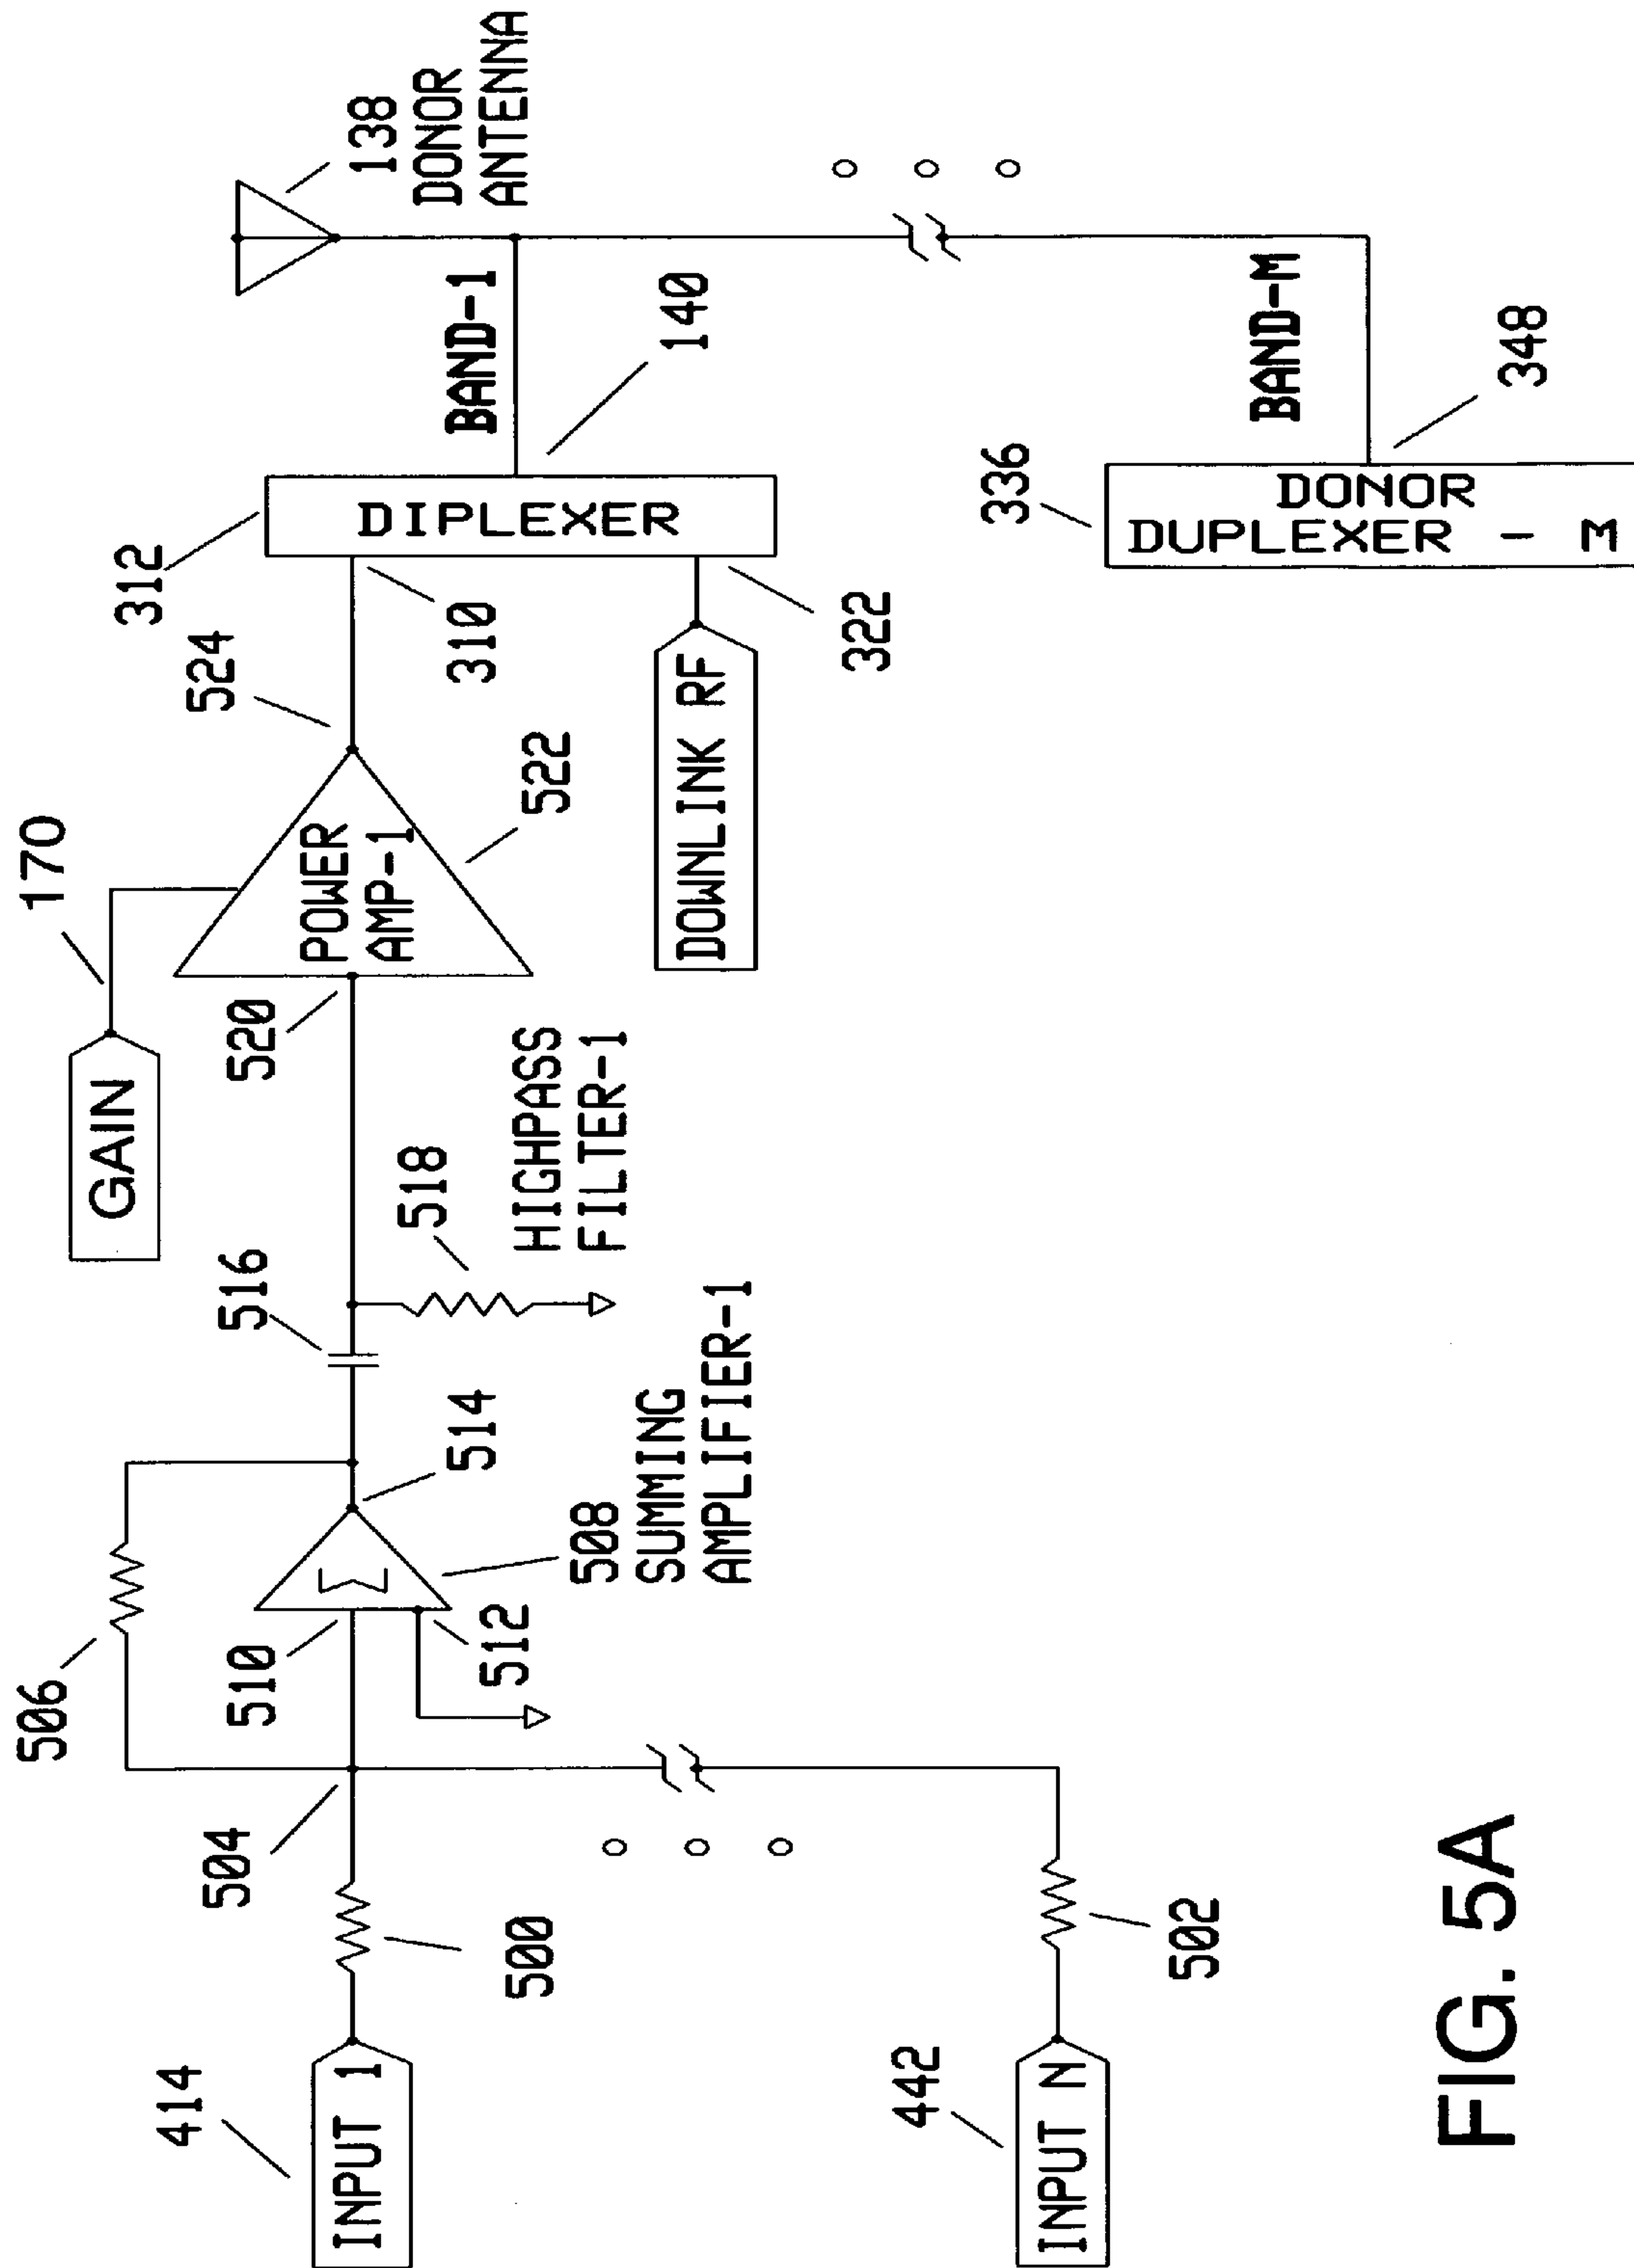 170
GAIN
138
DONOR
ANTENNA
506
516
524
312
BAND-1
504
510
514
520
POWER
AMP-1
310
DIPLEXER
140
414
INPUT 1
500
512
508
SUMMING
AMPLIFIER-1
518
HIGHPASS
FILTER-1
522
DOWNLINK RF
322
442
INPUT N
502
336
DONOR
DUPLEXER - M
BAND-M
348
FIG. 5A